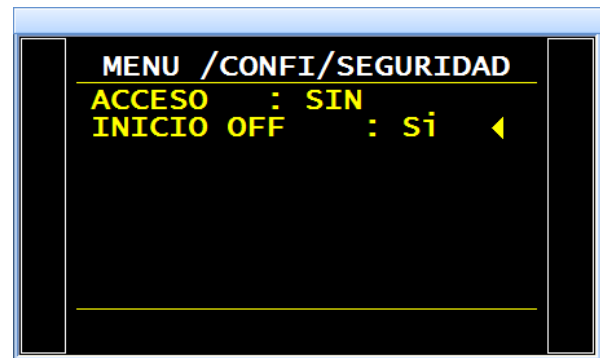 MENU /CONFI/SEGURIDAD
ACCESO : SIN
INICIO OFF : Si